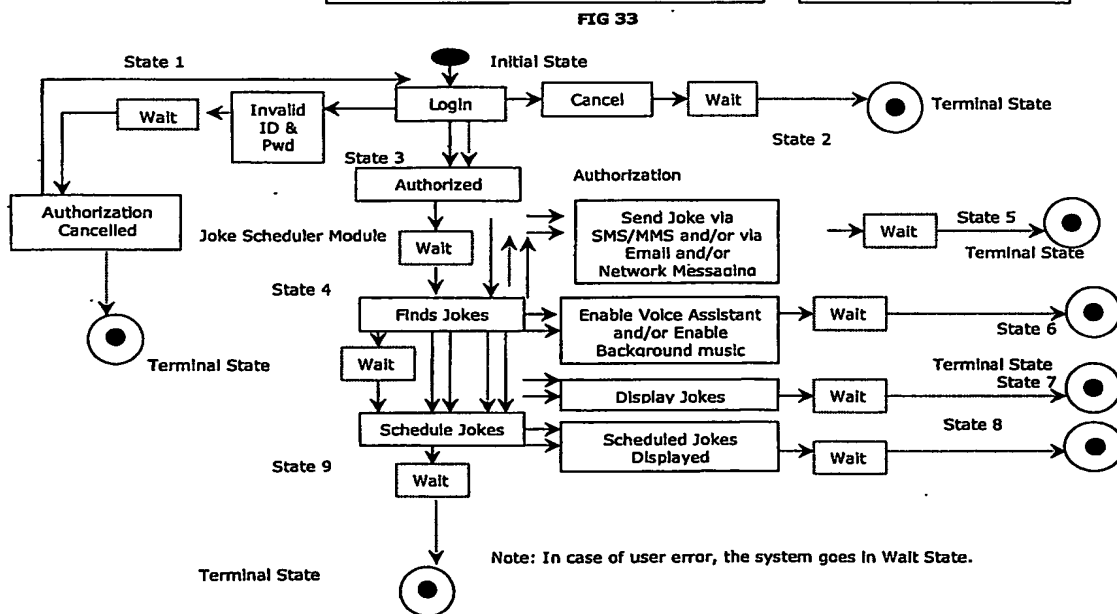 FIG 33
State 1
Initial State
Login
Cancel
Wait
Terminal State
State 2
Invalid
ID &
Pwd
Wait
State 3
Authorized
Authorization
Authorization
Cancelled
Joke Scheduler Module
Wait
Send Joke via
SMS/MMS and/or via
Email and/or
Network Messaging
Wait
State 5
Terminal State
State 4
Finds Jokes
Enable Voice Assistant
and/or Enable
Background music
Wait
State 6
Terminal State
Wait
Terminal State
State 7
Display Jokes
Wait
Schedule Jokes
Scheduled Jokes
Displayed
Wait
State 8
State 9
Wait
Note: In case of user error, the system goes in Wait State.
Terminal State